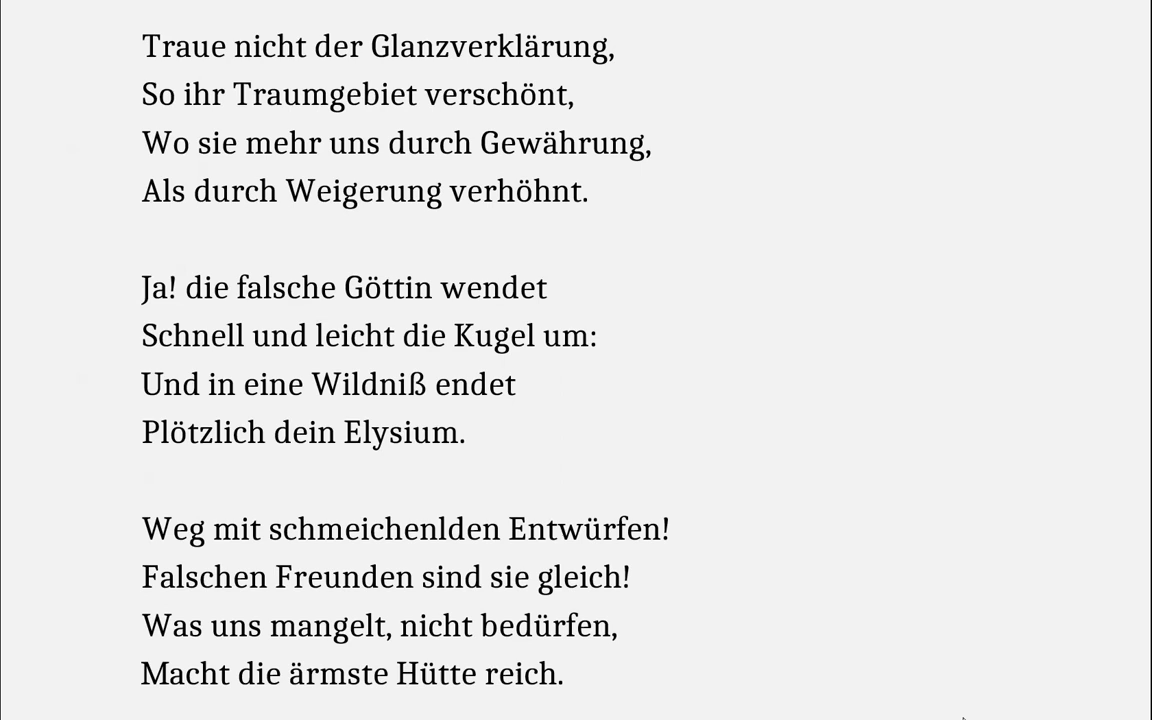 Traue nicht der Glanzverklärung,
So ihr Traumgebiet verschönt,
Wo sie mehr uns durch Gewährung,
Als durch Weigerung verhöhnt.

Ja! die falsche Göttin wendet
Schnell und leicht die Kugel um:
Und in eine Wildniß endet
Plötzlich dein Elysium.

Weg mit schmeichenlden Entwürfen!
Falschen Freunden sind sie gleich!
Was uns mangelt, nicht bedürfen,
Macht die ärmste Hütte reich.